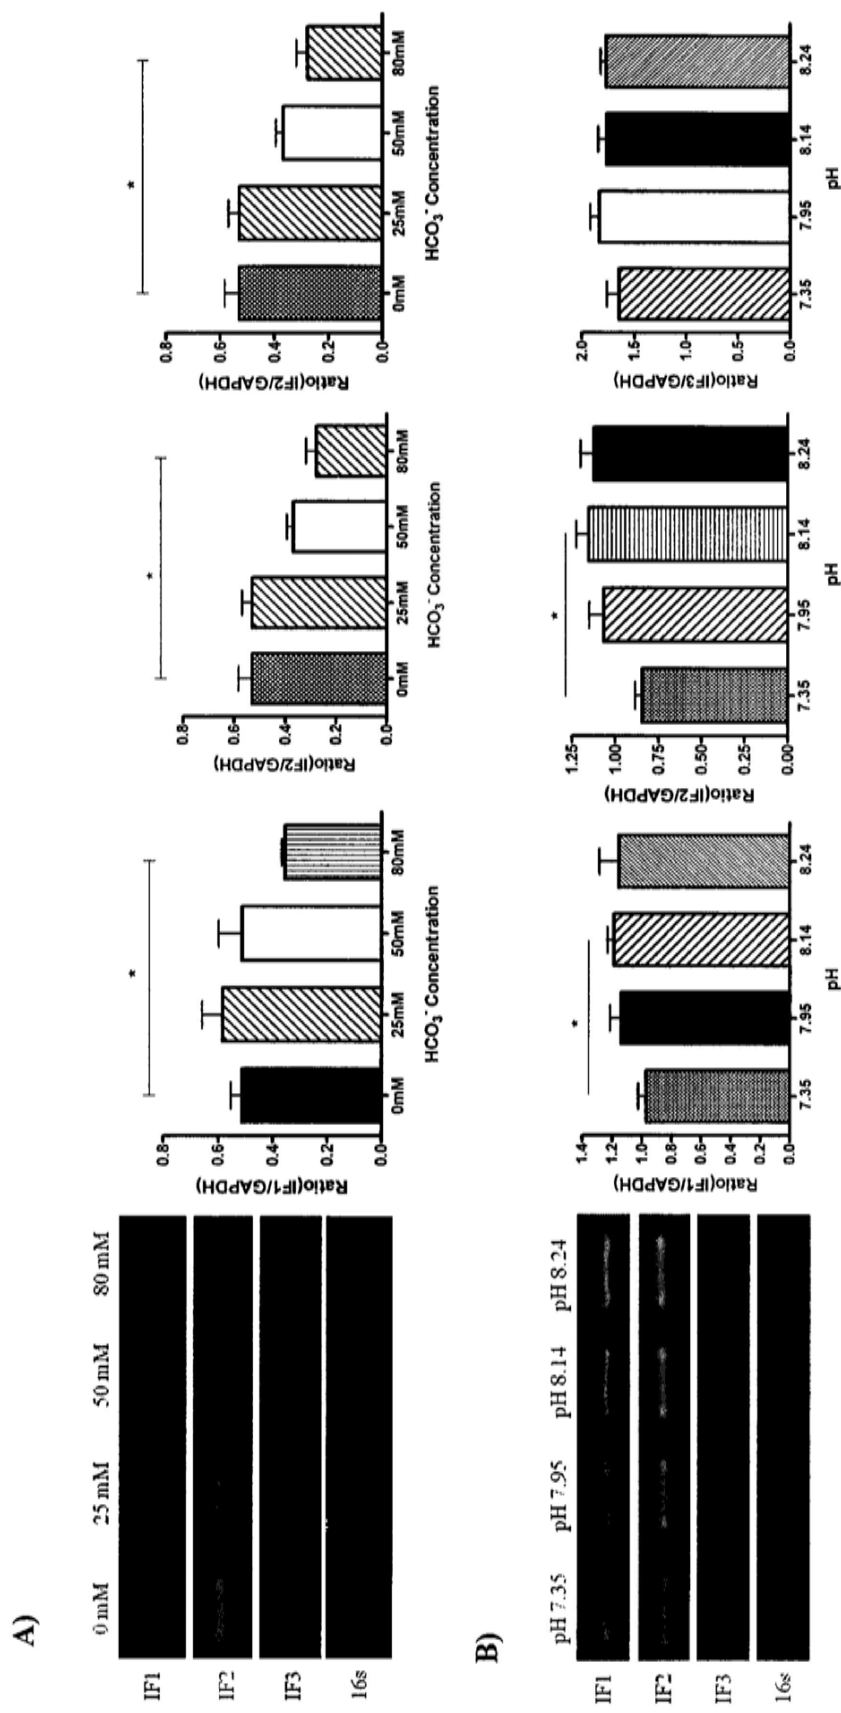 A)
0 mM 25 mM 50 mM 80 mM
IF1
IF2
IF3
16s
Ratio(IF1/GAPDH)
0.8
0.6
0.4
0.2
0.0
*
0mM 25mM 50mM 80mM
HCO3- Concentration
Ratio(IF2/GAPDH)
0.8
0.6
0.4
0.2
0.0
*
0mM 25mM 50mM 80mM
HCO3- Concentration
Ratio(IF2/GAPDH)
0.8
0.6
0.4
0.2
0.0
*
0mM 25mM 50mM 80mM
HCO3- Concentration
B)
pH 7.35 pH 7.95 pH 8.14 pH 8.24
IF1
IF2
IF3
16s
Ratio(IF1/GAPDH)
1.4
1.2
1.0
0.8
0.6
0.4
0.2
0.0
*
7.35 7.95 8.14 8.24
pH
Ratio(IF2/GAPDH)
1.25
1.00
0.75
0.50
0.25
0.00
*
7.35 7.95 8.14 8.24
pH
Ratio(IF3/GAPDH)
2.0
1.5
1.0
0.5
0.0
7.35 7.95 8.14 8.24
pH